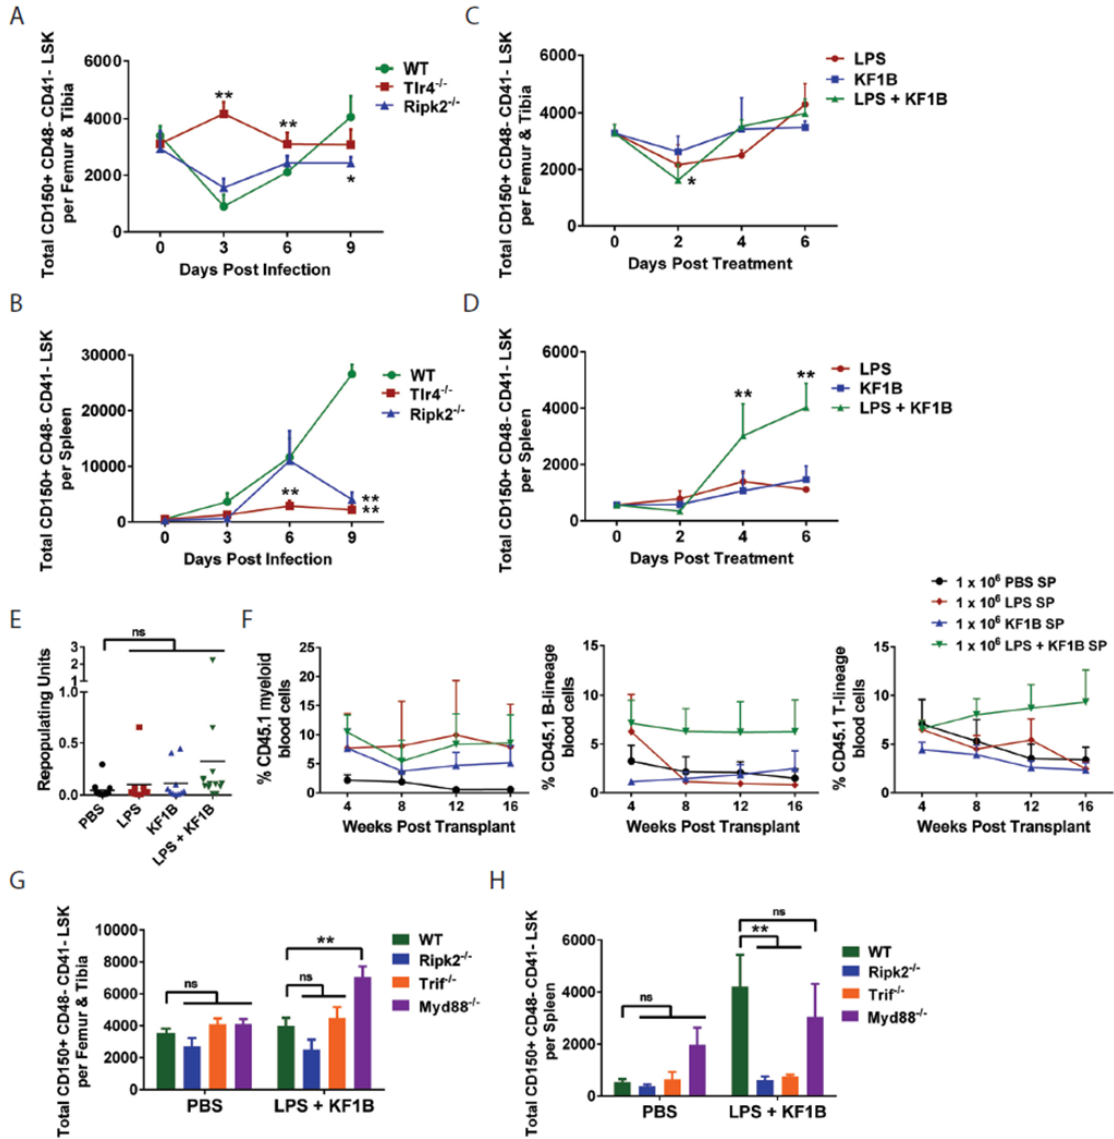 A
Total CD150+ CD48- CD41- LSK
per Femur & Tibia
6000
4000
2000
0
0 3 6 9
Days Post Infection
**
**
*
WT
Tlr4-/-
Ripk2-/-
C
Total CD150+ CD48- CD41- LSK
per Femur & Tibia
6000
4000
2000
0
0 2 4 6
Days Post Treatment
*
LPS
KF1B
LPS + KF1B
B
Total CD150+ CD48- CD41- LSK
per Spleen
30000
20000
10000
0
0 3 6 9
Days Post Infection
**
**
**
WT
Tlr4-/-
Ripk2-/-
D
Total CD150+ CD48- CD41- LSK
per Spleen
6000
4000
2000
0
0 2 4 6
Days Post Treatment
**
**
LPS
KF1B
LPS + KF1B
E
Repopulating Units
3
2
1
1.0
0.5
0.0
ns
PBS
LPS
KF1B
LPS + KF1B
F
% CD45.1 myeloid
blood cells
25
20
15
10
5
0
4 8 12 16
Weeks Post Transplant
% CD45.1 B-lineage
blood cells
15
10
5
0
4 8 12 16
Weeks Post Transplant
% CD45.1 T-lineage
blood cells
15
10
5
0
4 8 12 16
Weeks Post Transplant
1 x 10⁶ PBS SP
1 x 10⁶ LPS SP
1 x 10⁶ KF1B SP
1 x 10⁶ LPS + KF1B SP
G
Total CD150+ CD48- CD41- LSK
per Femur & Tibia
10000
8000
6000
4000
2000
0
ns
ns
**
PBS
LPS + KF1B
WT
Ripk2-/-
Trif-/-
Myd88-/-
H
Total CD150+ CD48- CD41- LSK
per Spleen
6000
4000
2000
0
ns
**
ns
PBS
LPS + KF1B
WT
Ripk2-/-
Trif-/-
Myd88-/-